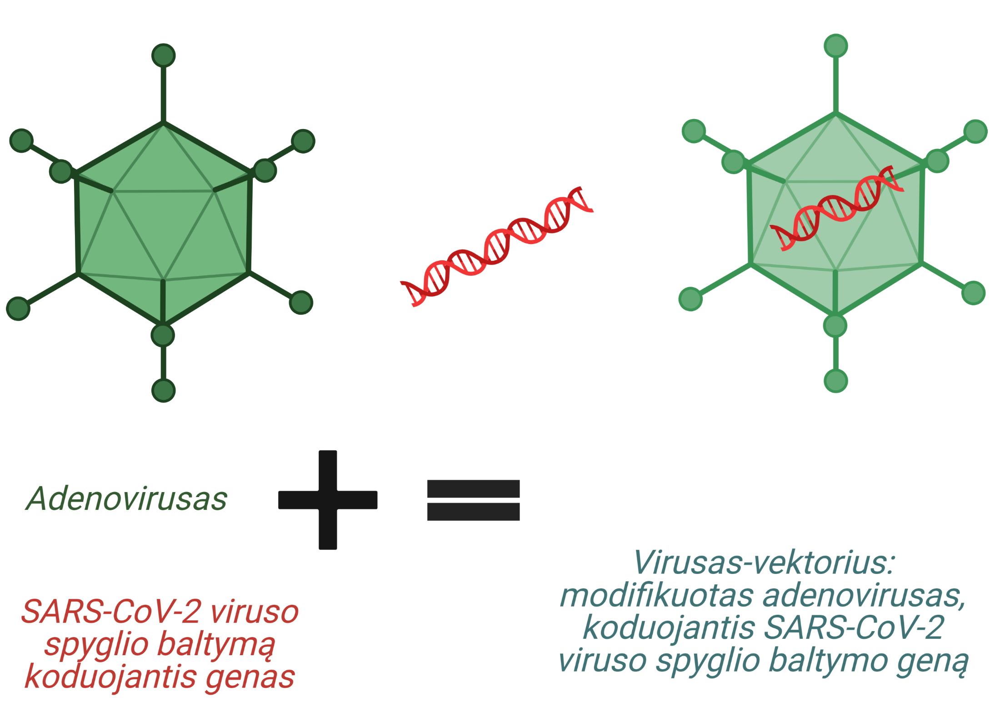 Adenovirusas
SARS-CoV-2 viruso
spyglio baltymą
koduojantis genas
Virusas-vektorius:
modifikuotas adenovirusas,
koduojantis SARS-CoV-2
viruso spyglio baltymo geną